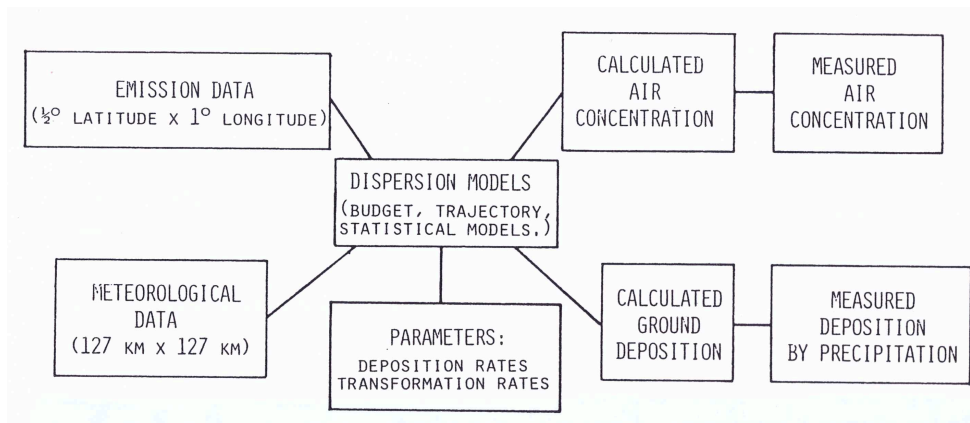 EMISSION DATA
(½° LATITUDE X 1° LONGITUDE)
CALCULATED
AIR
CONCENTRATION
MEASURED
AIR
CONCENTRATION
DISPERSION MODELS
(BUDGET, TRAJECTORY,
STATISTICAL MODELS.)
METEOROLOGICAL
DATA
(127 KM X 127 KM)
PARAMETERS:
DEPOSITION RATES
TRANSFORMATION RATES
CALCULATED
GROUND
DEPOSITION
MEASURED
DEPOSITION
BY PRECIPITATION